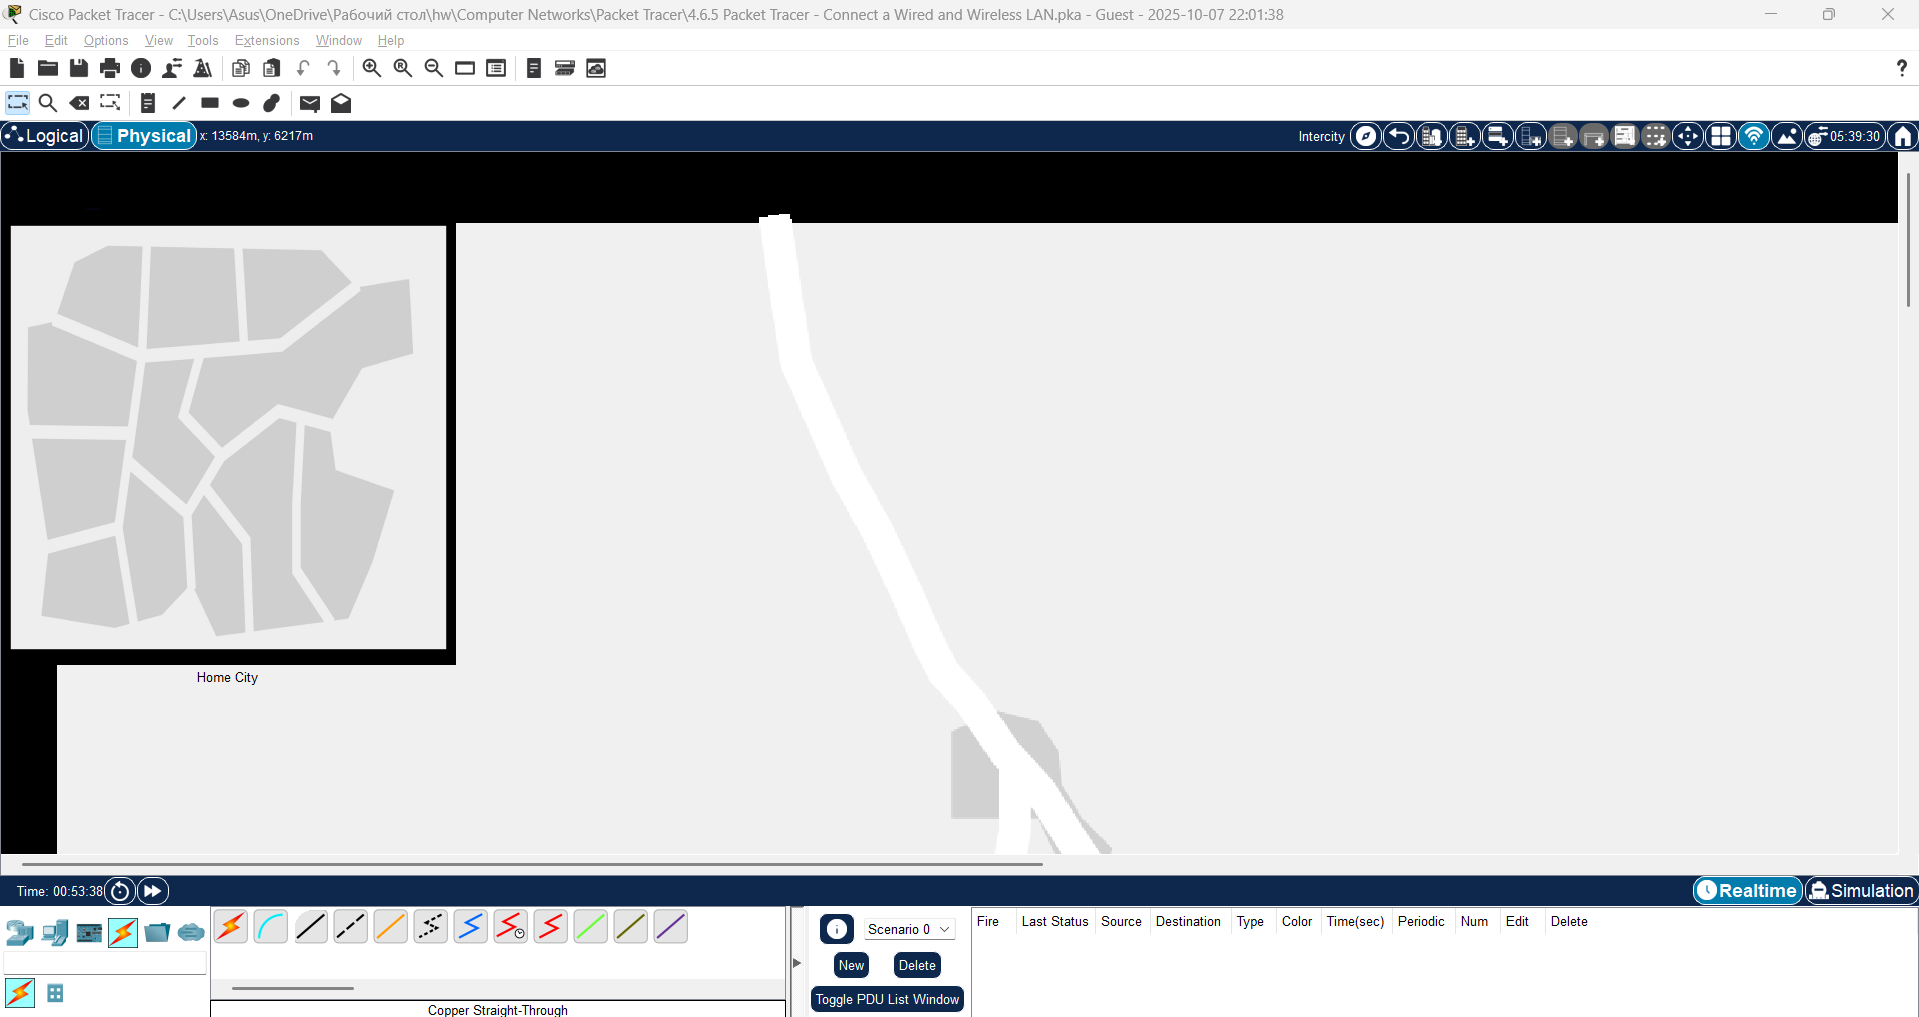 Cisco Packet Tracer - C:\Users\Asus\OneDrive\Рабочий стол\hw\Computer Networks\Packet Tracer\4.6.5 Packet Tracer - Connect a Wired and Wireless LAN.pka - Guest - 2025-10-07 22:01:38
File Edit Options View Tools Extensions Window Help
?
Logical Physical x: 13584m, y: 6217m Intercity 05:39:30
Home City
Time: 00:53:38 Realtime Simulation
Scenario 0 Fire Last Status Source Destination Type Color Time(sec) Periodic Num Edit Delete
New Delete
Toggle PDU List Window
Copper Straight-Through